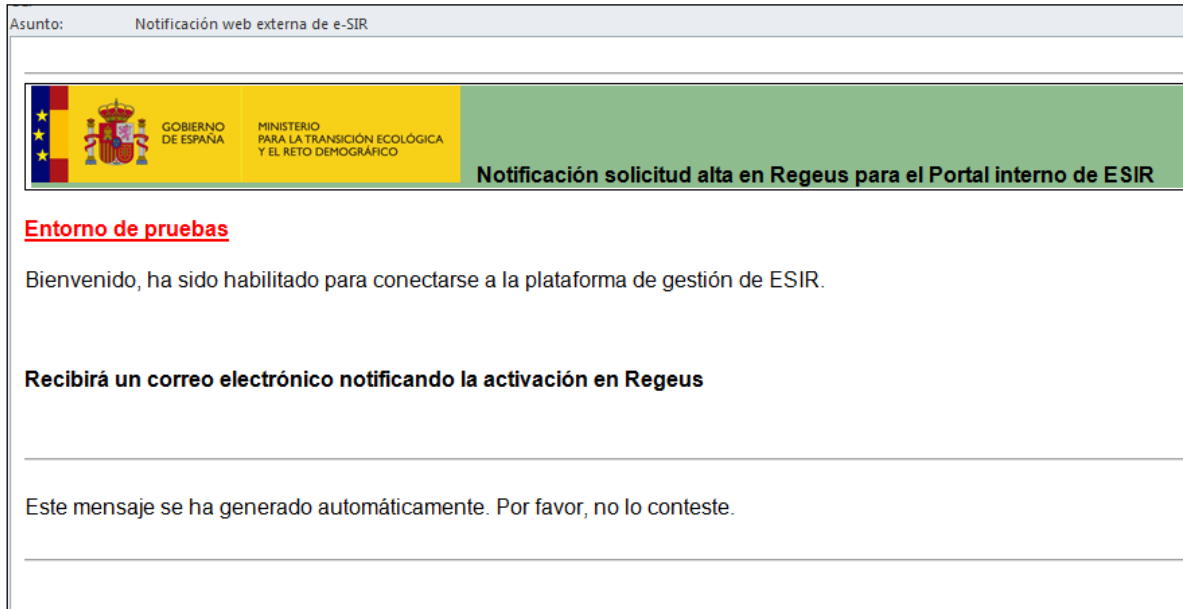 Asunto: Notificación web externa de e-SIR
GOBIERNO
DE ESPAÑA
MINISTERIO
PARA LA TRANSICIÓN ECOLÓGICA
Y EL RETO DEMOGRÁFICO
Notificación solicitud alta en Regeus para el Portal interno de ESIR
Entorno de pruebas
Bienvenido, ha sido habilitado para conectarse a la plataforma de gestión de ESIR.
Recibirá un correo electrónico notificando la activación en Regeus
Este mensaje se ha generado automáticamente. Por favor, no lo conteste.